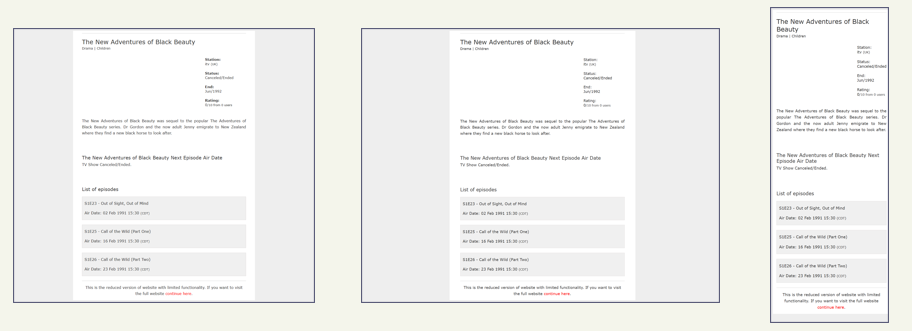 The New Adventures of Black Beauty
Drama | Children
Station:
Status:
Canceled/Ended
End:
Jun/1992
Rating:
The New Adventures of Black Beauty was sequel to the popular The Adventures of
Black Beauty series. Dr Gordon and the now adult Jenny emigrate to New Zealand
where they find a new black horse to look after.
The New Adventures of Black Beauty Next Episode Air Date
TV Show Canceled/Ended.
List of episodes
S1E23 - Out of Sight, Out of Mind
Air Date: 02 Feb 1991 15:30
S1E25 - Call of the Wild (Part One)
Air Date: 16 Feb 1991 15:30
S1E26 - Call of the Wild (Part Two)
Air Date: 23 Feb 1991 15:30
This is the reduced version of website with limited functionality. If you want to visit
the full website continue here.
The New Adventures of Black Beauty
Drama | Children
Station:
Status:
Canceled/Ended
End:
Jun/1992
Rating:
The New Adventures of Black Beauty was sequel to the popular The Adventures of
Black Beauty series. Dr Gordon and the now adult Jenny emigrate to New Zealand
where they find a new black horse to look after.
The New Adventures of Black Beauty Next Episode Air Date
TV Show Canceled/Ended.
List of episodes
S1E23 - Out of Sight, Out of Mind
Air Date: 02 Feb 1991 15:30
S1E25 - Call of the Wild (Part One)
Air Date: 16 Feb 1991 15:30
S1E26 - Call of the Wild (Part Two)
Air Date: 23 Feb 1991 15:30
This is the reduced version of website with limited functionality. If you want to visit
the full website continue here.
The New Adventures of Black
Beauty
Drama | Children
Station:
Status:
Canceled/Ended
End:
Jun/1992
Rating:
The New Adventures of Black Beauty was sequel to the
popular The Adventures of Black Beauty series. Dr
Gordon and the now adult Jenny emigrate to New
Zealand where they find a new black horse to look after.
The New Adventures of Black Beauty Next
Episode Air Date
TV Show Canceled/Ended.
List of episodes
S1E23 - Out of Sight, Out of Mind
Air Date: 02 Feb 1991 15:30
S1E25 - Call of the Wild (Part One)
Air Date: 16 Feb 1991 15:30
S1E26 - Call of the Wild (Part Two)
Air Date: 23 Feb 1991 15:30
This is the reduced version of website with limited
functionality. If you want to visit the full website
continue here.